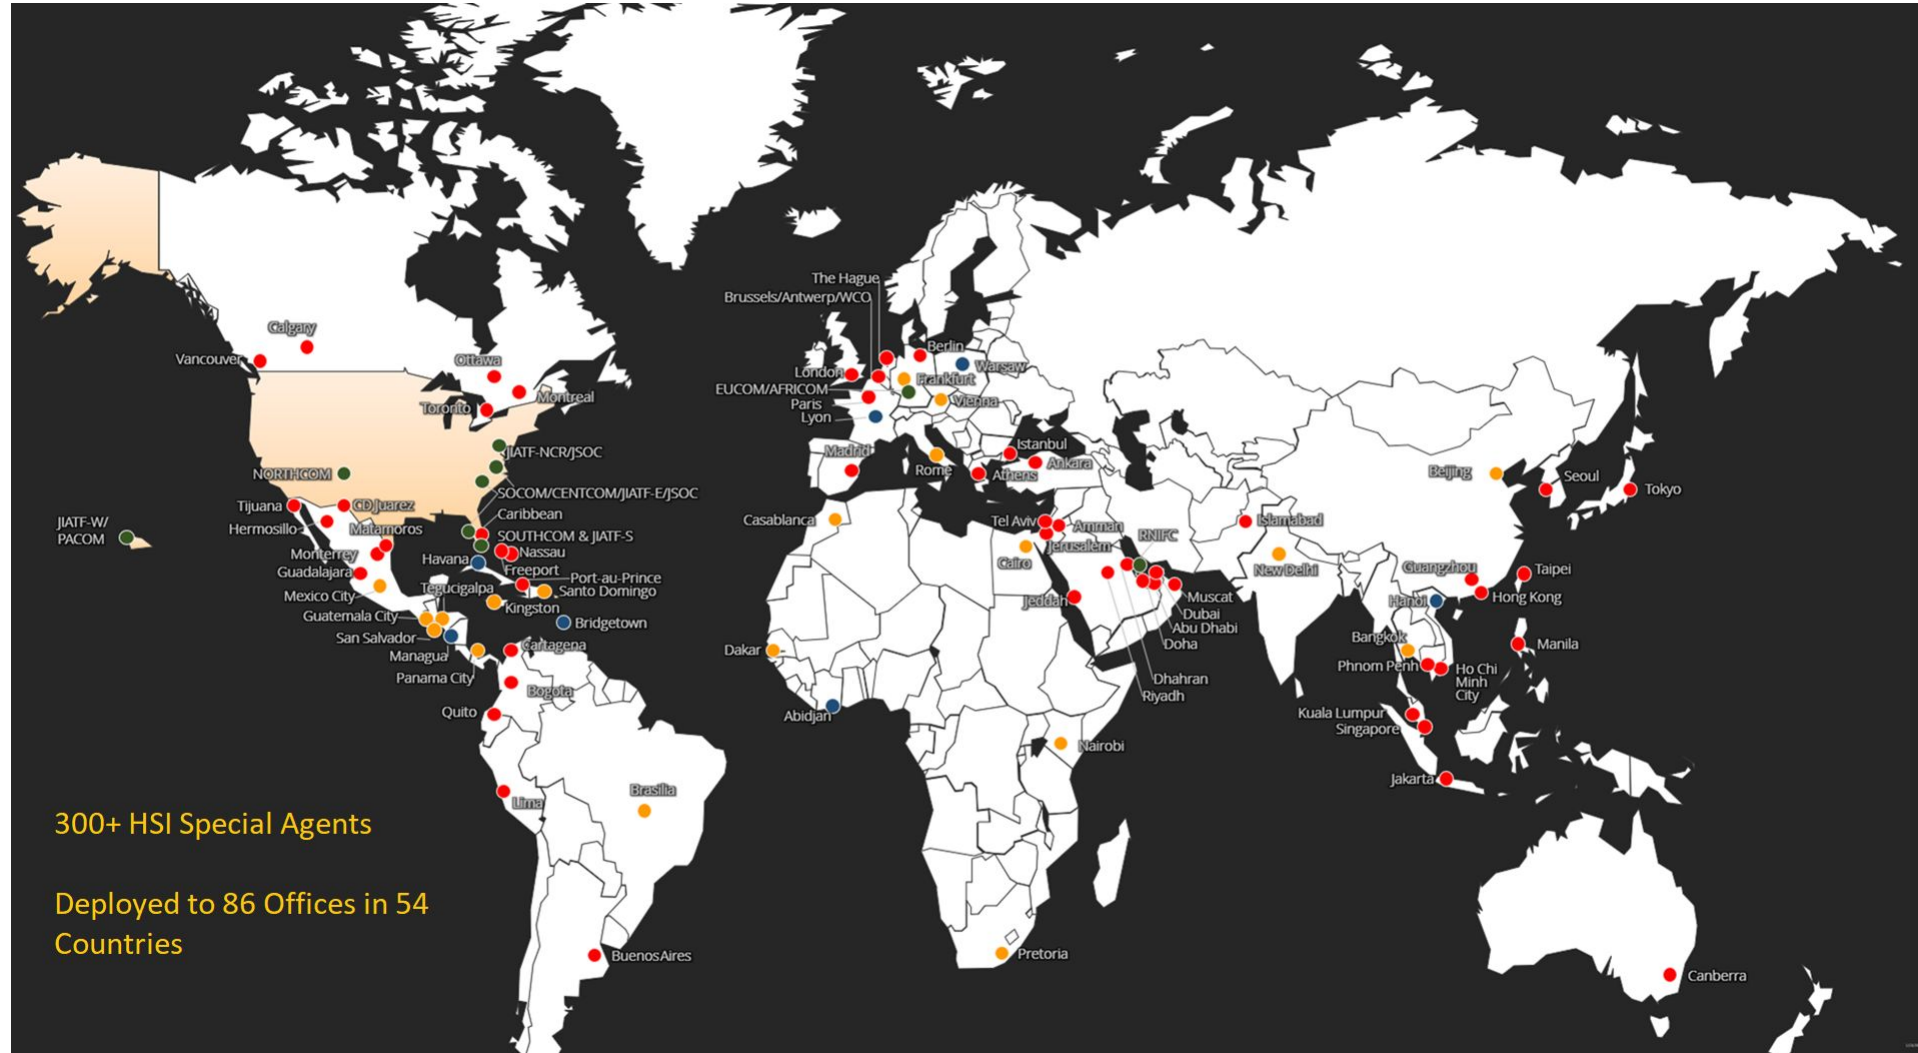 The Hague
Brussels/Antwerp/WCO
Calgary
Vancouver
Ottawa
Montreal
Toronto
Berlin
London
Warsaw
Frankfurt
EUCOM/AFRICOM
Paris
Vienna
Lyon
Madrid
Rome
Istanbul
Ankara
Athens
JIATF-NCR/JSOC
NORTHCOM
SOCOM/CENTCOM/JIATF-E/JSOC
Caribbean
SOUTHCOM & JIATF-S
Tijuana
CD Juarez
Hermosillo
Matamoros
JIATF-W/
PACOM
Monterrey
Guadalajara
Mexico City
Havana
Nassau
Freeport
Port-au-Prince
Santo Domingo
Tegucigalpa
Kingston
Guatemala City
Bridgetown
San Salvador
Managua
Panama City
Cartagena
Bogota
Quito
Lima
Brasilia
BuenosAires
Casablanca
Dakar
Abidjan
Tel Aviv
Amman
Jerusalem
Cairo
RNIFC
Jeddah
Muscat
Dubai
Abu Dhabi
Doha
Dhahran
Riyadh
Nairobi
Pretoria
Islamabad
New Delhi
Beijing
Seoul
Tokyo
Guangzhou
Taipei
Hong Kong
Hanoi
Bangkok
Manila
Phnom Penh
Ho Chi
Minh
City
Kuala Lumpur
Singapore
Jakarta
Canberra
300+ HSI Special Agents
Deployed to 86 Offices in 54
Countries